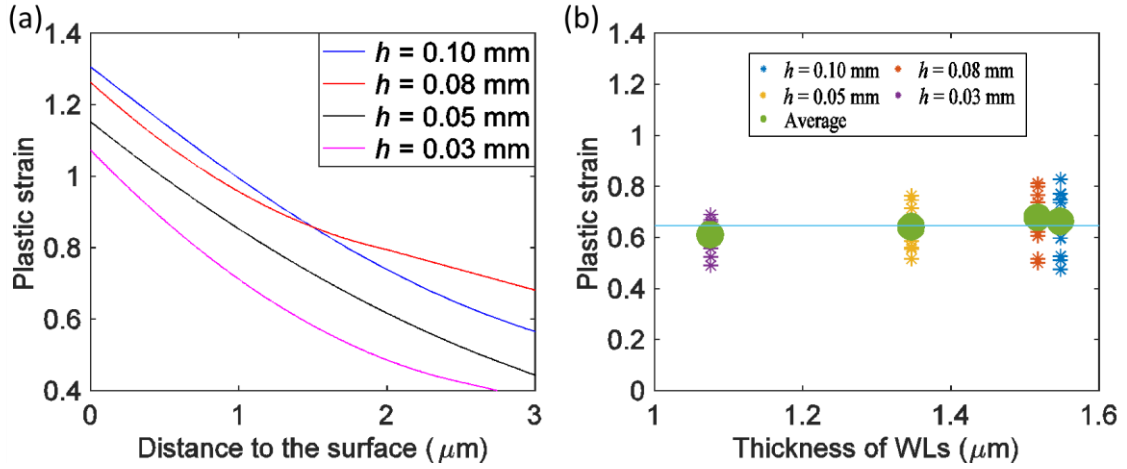 (a)
1.4
1.2
1
0.8
0.6
0.4
Plastic strain
h = 0.10 mm
h = 0.08 mm
h = 0.05 mm
h = 0.03 mm
0 1 2 3
Distance to the surface (μm)
(b)
1.4
1.2
1
0.8
0.6
0.4
0.2
0
Plastic strain
h = 0.10 mm h = 0.08 mm
h = 0.05 mm h = 0.03 mm
Average
1 1.2 1.4 1.6
Thickness of WLs (μm)